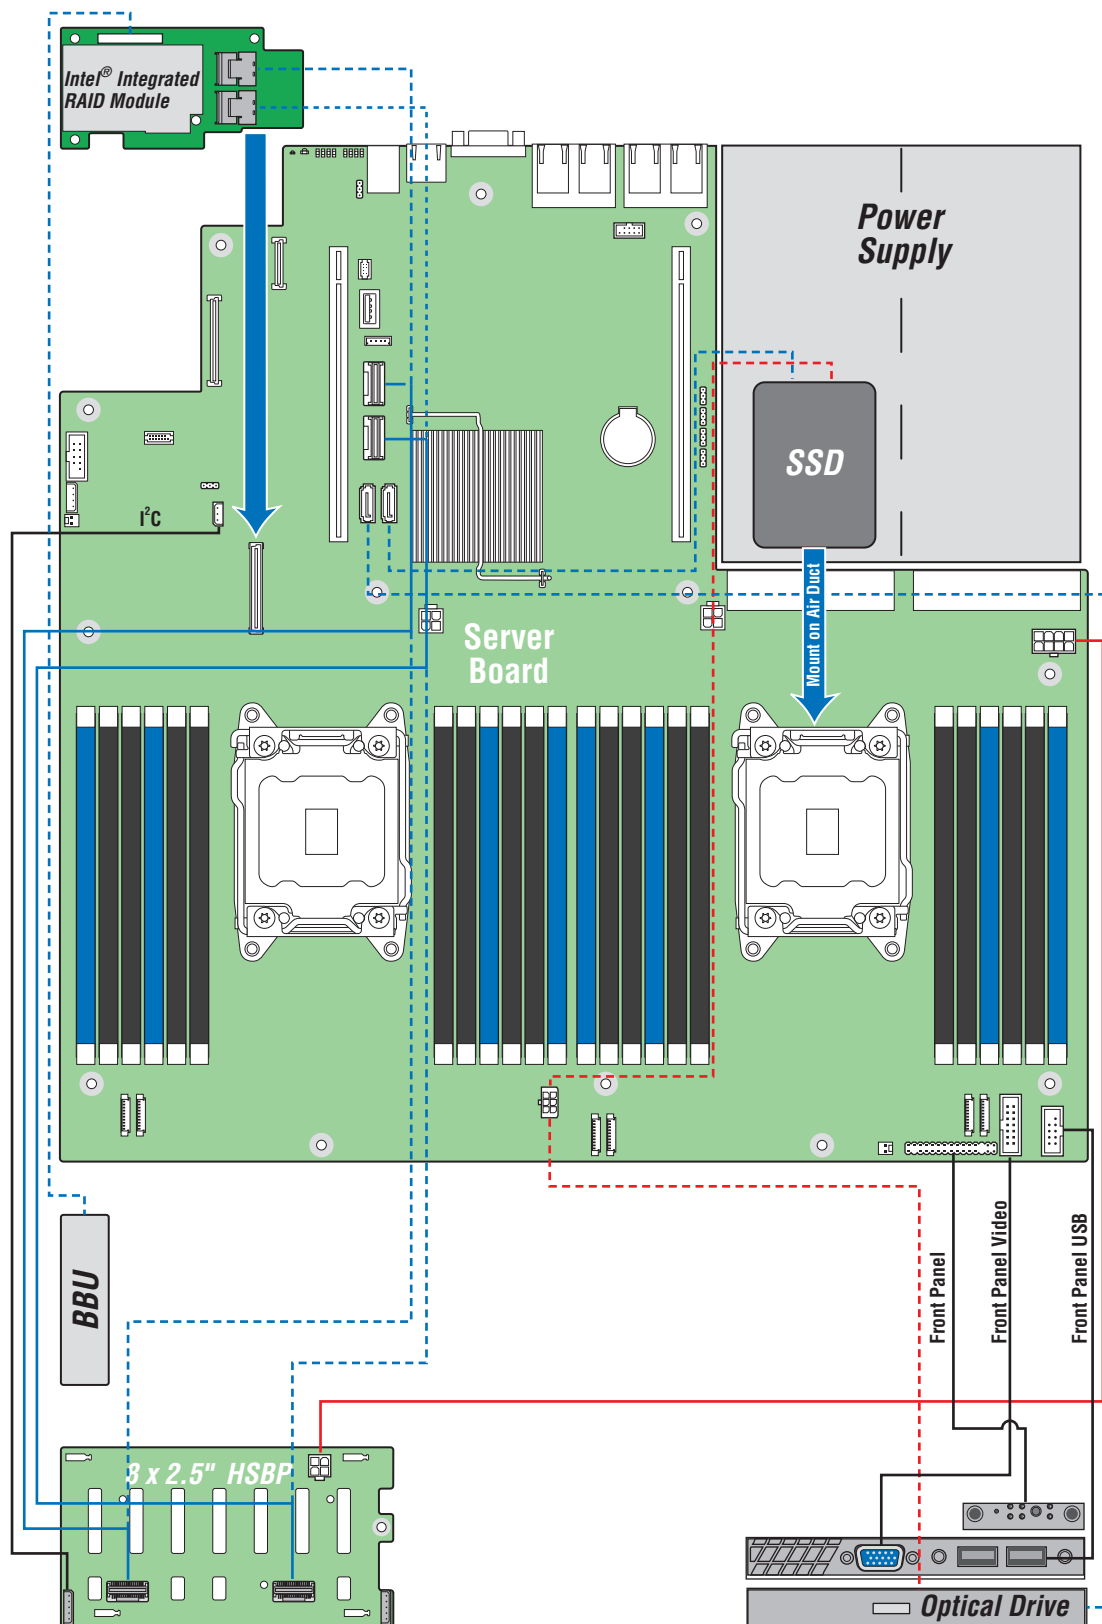 Intel® Integrated
RAID Module
Power
Supply
SSD
I²C
Mount on Air Duct
Server
Board
BBU
Front Panel
Front Panel Video
Front Panel USB
8 x 2.5" HSBP
Optical Drive